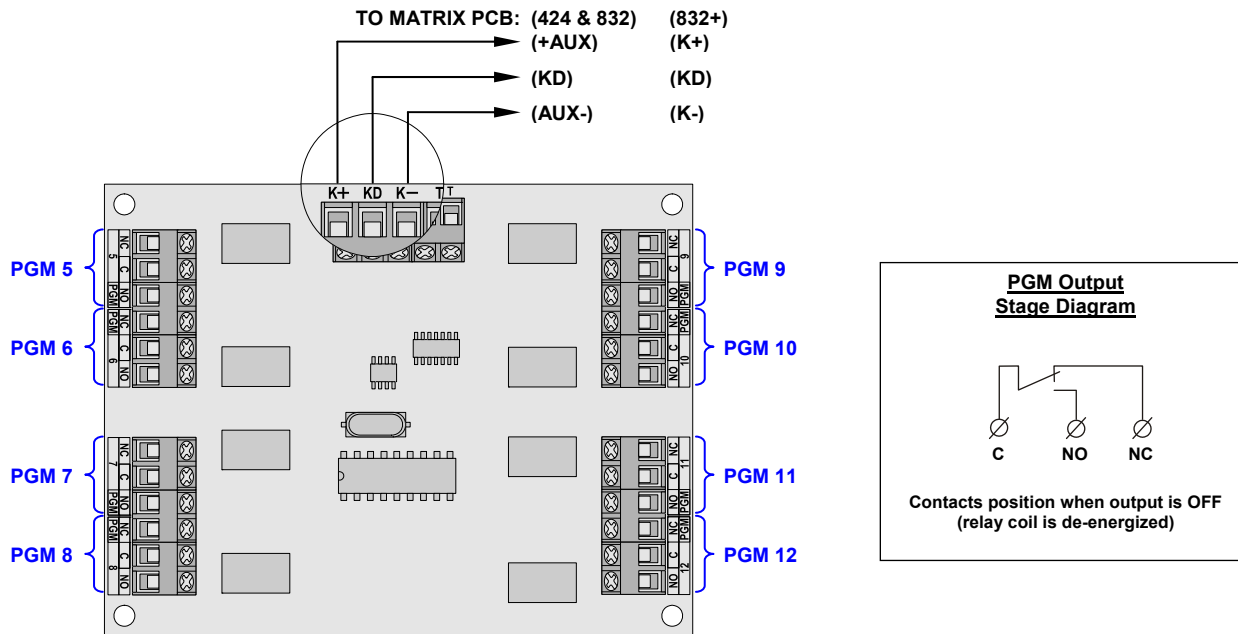 TO MATRIX PCB: (424 & 832) (832+)
(+AUX) (K+)
(KD) (KD)
(AUX-) (K-)
K+ KD K− T T
PGM 5
NC C NO
5 PGM
PGM 6
NC C NO
PGM 6
PGM 7
NC C NO
7 PGM
PGM 8
NC C NO
PGM 8
PGM 9
NC C NO
9 PGM
PGM 10
NC C NO
PGM 10
PGM 11
NC C NO
11 PGM
PGM 12
NC C NO
PGM 12
PGM Output
Stage Diagram
C NO NC
Contacts position when output is OFF
(relay coil is de-energized)